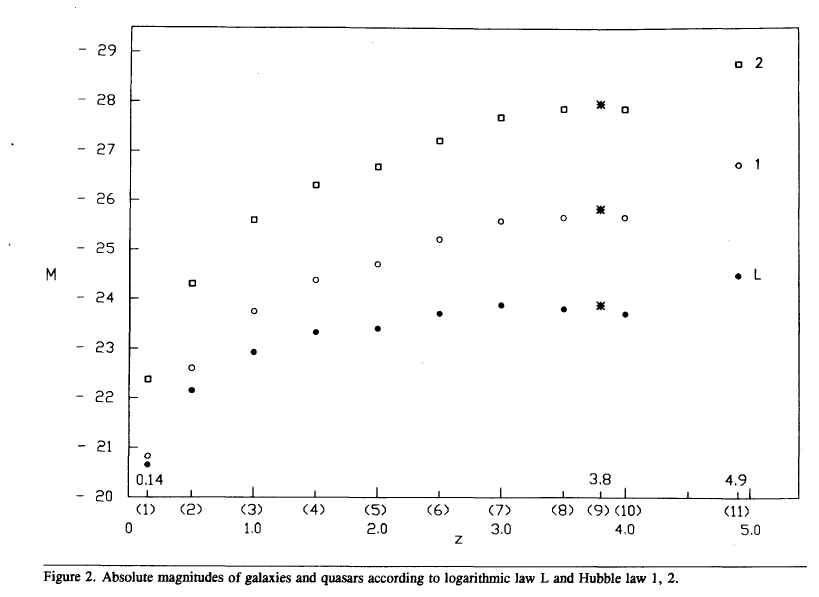 - 29
2
- 28
- 27
1
- 26
- 25
M
- 24
L
- 23
- 22
- 21
0.14
3.8
4.9
- 20
(1) (2) (3) (4) (5) (6) (7) (8) (9) (10) (11)
0 1.0 2.0 3.0 4.0 5.0
z
Figure 2. Absolute magnitudes of galaxies and quasars according to logarithmic law L and Hubble law 1, 2.